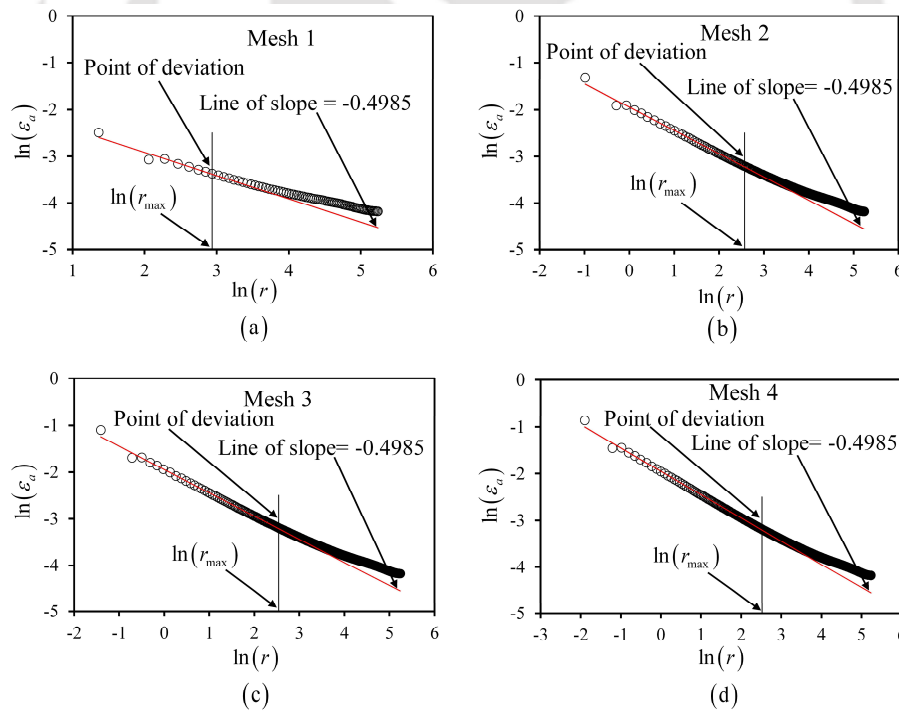 Mesh 1
Point of deviation
Line of slope = -0.4985
ln(r_max)
ln(ε_a)
0
-1
-2
-3
-4
-5
1 2 3 4 5 6
ln(r)
(a)
Mesh 2
Point of deviation
Line of slope = -0.4985
ln(r_max)
ln(ε_a)
0
-1
-2
-3
-4
-5
-2 -1 0 1 2 3 4 5 6
ln(r)
(b)
Mesh 3
Point of deviation
Line of slope= -0.4985
ln(r_max)
ln(ε_a)
0
-1
-2
-3
-4
-5
-2 -1 0 1 2 3 4 5 6
ln(r)
(c)
Mesh 4
Point of deviation
Line of slope= -0.4985
ln(r_max)
ln(ε_a)
0
-1
-2
-3
-4
-5
-3 -2 -1 0 1 2 3 4 5 6
ln(r)
(d)